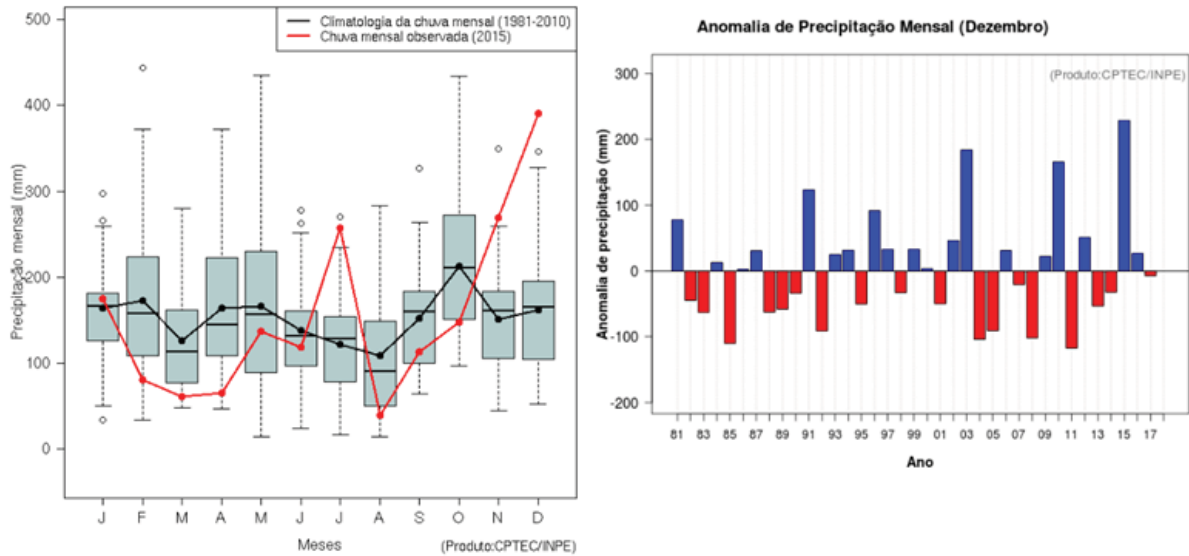 Climatologia da chuva mensal (1981-2010)
Chuva mensal observada (2015)
Precipitação mensal (mm)
500
400
300
200
100
0
J F M A M J J A S O N D
Meses
(Produto:CPTEC/INPE)
Anomalia de Precipitação Mensal (Dezembro)
(Produto:CPTEC/INPE)
Anomalia de precipitação (mm)
300
200
100
0
-100
-200
81 83 85 87 89 91 93 95 97 99 01 03 05 07 09 11 13 15 17
Ano